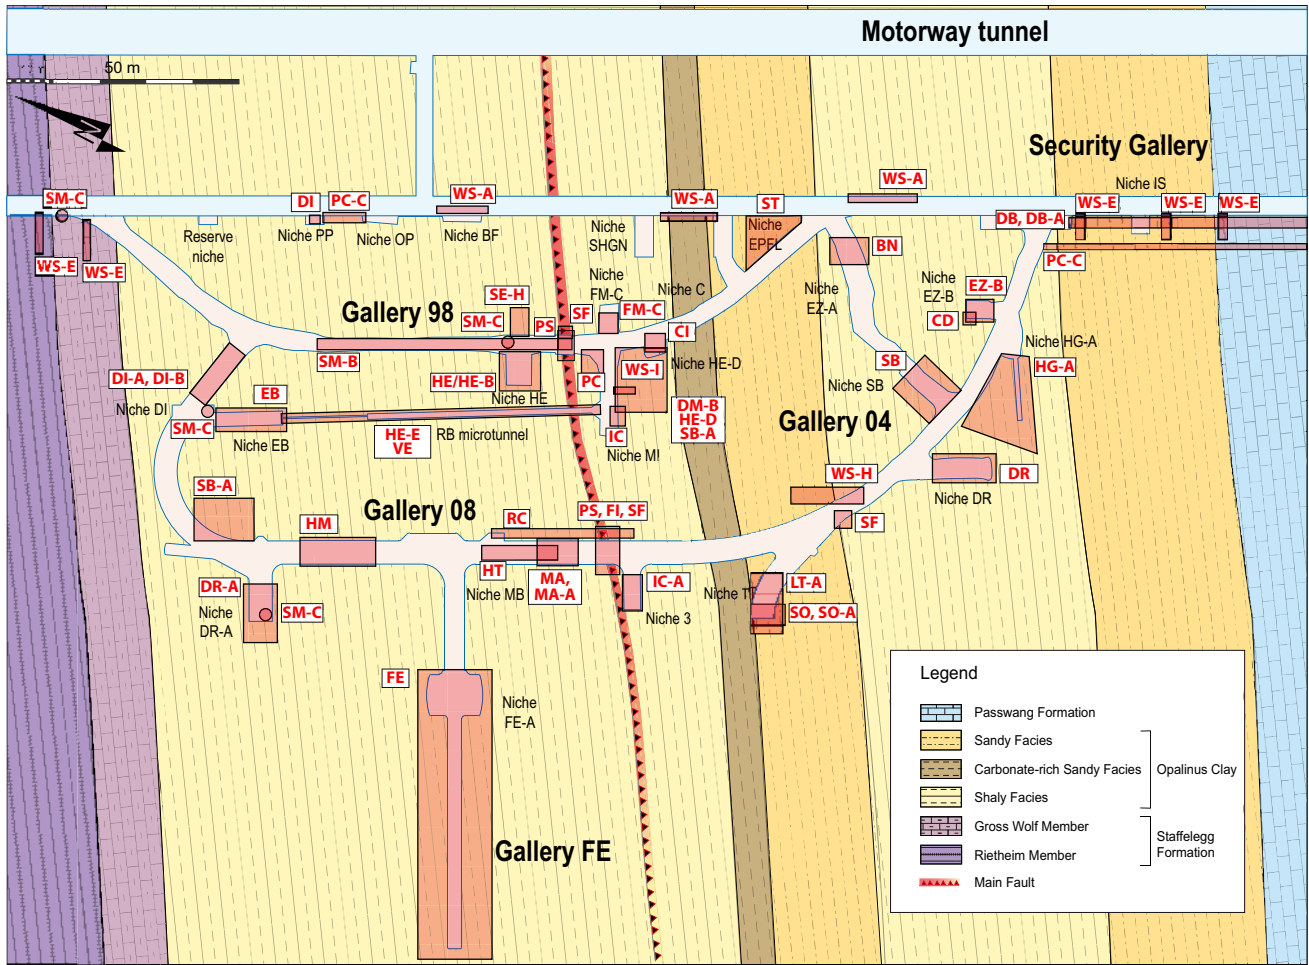 Motorway tunnel
50 m
N
Security Gallery
Niche IS
SM-C
DI
PC-C
WS-A
WS-A
ST
WS-A
WS-E
WS-E
WS-E
DB, DB-A
Reserve
niche
Niche PP
Niche OP
Niche BF
Niche
SHGN
Niche
EPFL
BN
PC-C
WS-E
WS-E
Niche
FM-C
Niche C
Niche
EZ-A
Niche
EZ-B
EZ-B
CD
Gallery 98
SE-H
SM-C
PS
SF
FM-C
CI
Niche HG-A
HG-A
SM-B
HE/HE-B
Niche HE
PC
WS-I
Niche HE-D
SB
Niche SB
DI-A, DI-B
Niche DI
EB
SM-C
Niche EB
HE-E
VE
RB microtunnel
IC
Niche MI
DM-B
HE-D
SB-A
Gallery 04
WS-H
DR
Niche DR
SB-A
Gallery 08
HM
RC
PS, FI, SF
SF
HT
Niche MB
MA,
MA-A
IC-A
Niche 3
LT-A
SO, SO-A
DR-A
Niche
DR-A
SM-C
FE
Niche
FE-A
Gallery FE
Legend
Passwang Formation
Sandy Facies
Carbonate-rich Sandy Facies
Opalinus Clay
Shaly Facies
Gross Wolf Member
Staffelegg
Formation
Rietheim Member
Main Fault